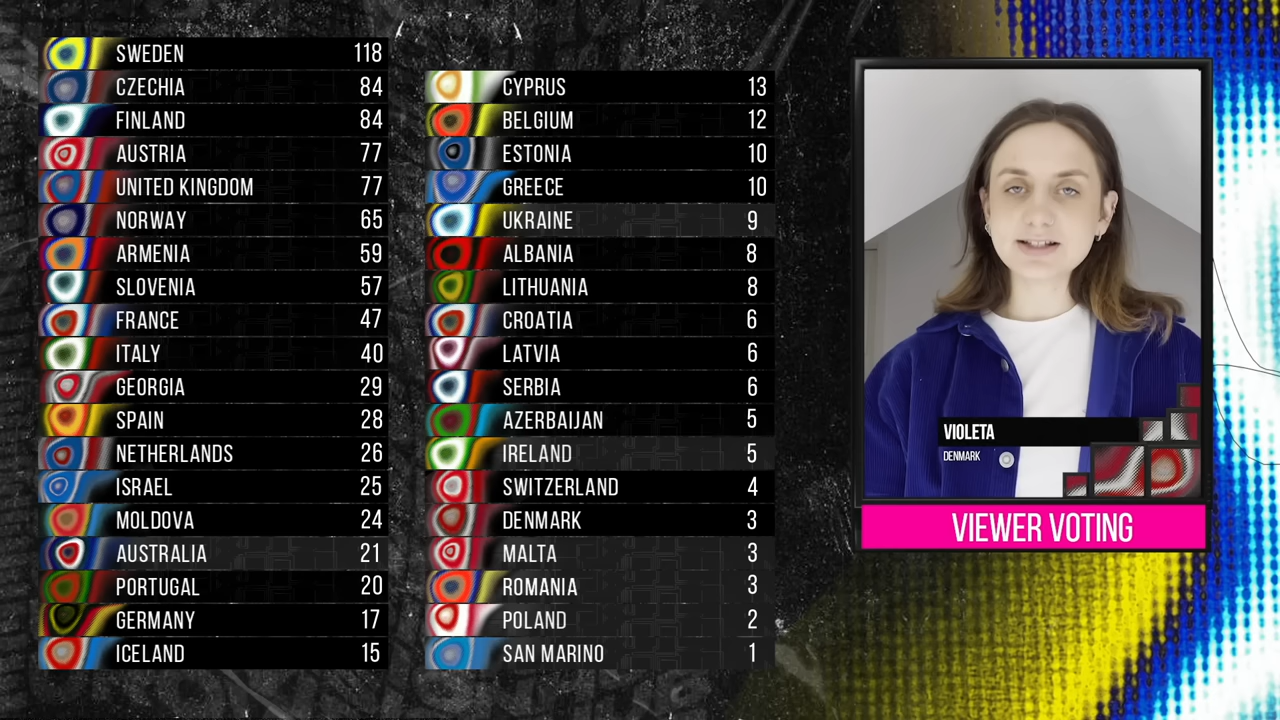 SWEDEN 118
CZECHIA 84
FINLAND 84
AUSTRIA 77
UNITED KINGDOM 77
NORWAY 65
ARMENIA 59
SLOVENIA 57
FRANCE 47
ITALY 40
GEORGIA 29
SPAIN 28
NETHERLANDS 26
ISRAEL 25
MOLDOVA 24
AUSTRALIA 21
PORTUGAL 20
GERMANY 17
ICELAND 15
CYPRUS 13
BELGIUM 12
ESTONIA 10
GREECE 10
UKRAINE 9
ALBANIA 8
LITHUANIA 8
CROATIA 6
LATVIA 6
SERBIA 6
AZERBAIJAN 5
IRELAND 5
SWITZERLAND 4
DENMARK 3
MALTA 3
ROMANIA 3
POLAND 2
SAN MARINO 1
VIOLETA
DENMARK
VIEWER VOTING